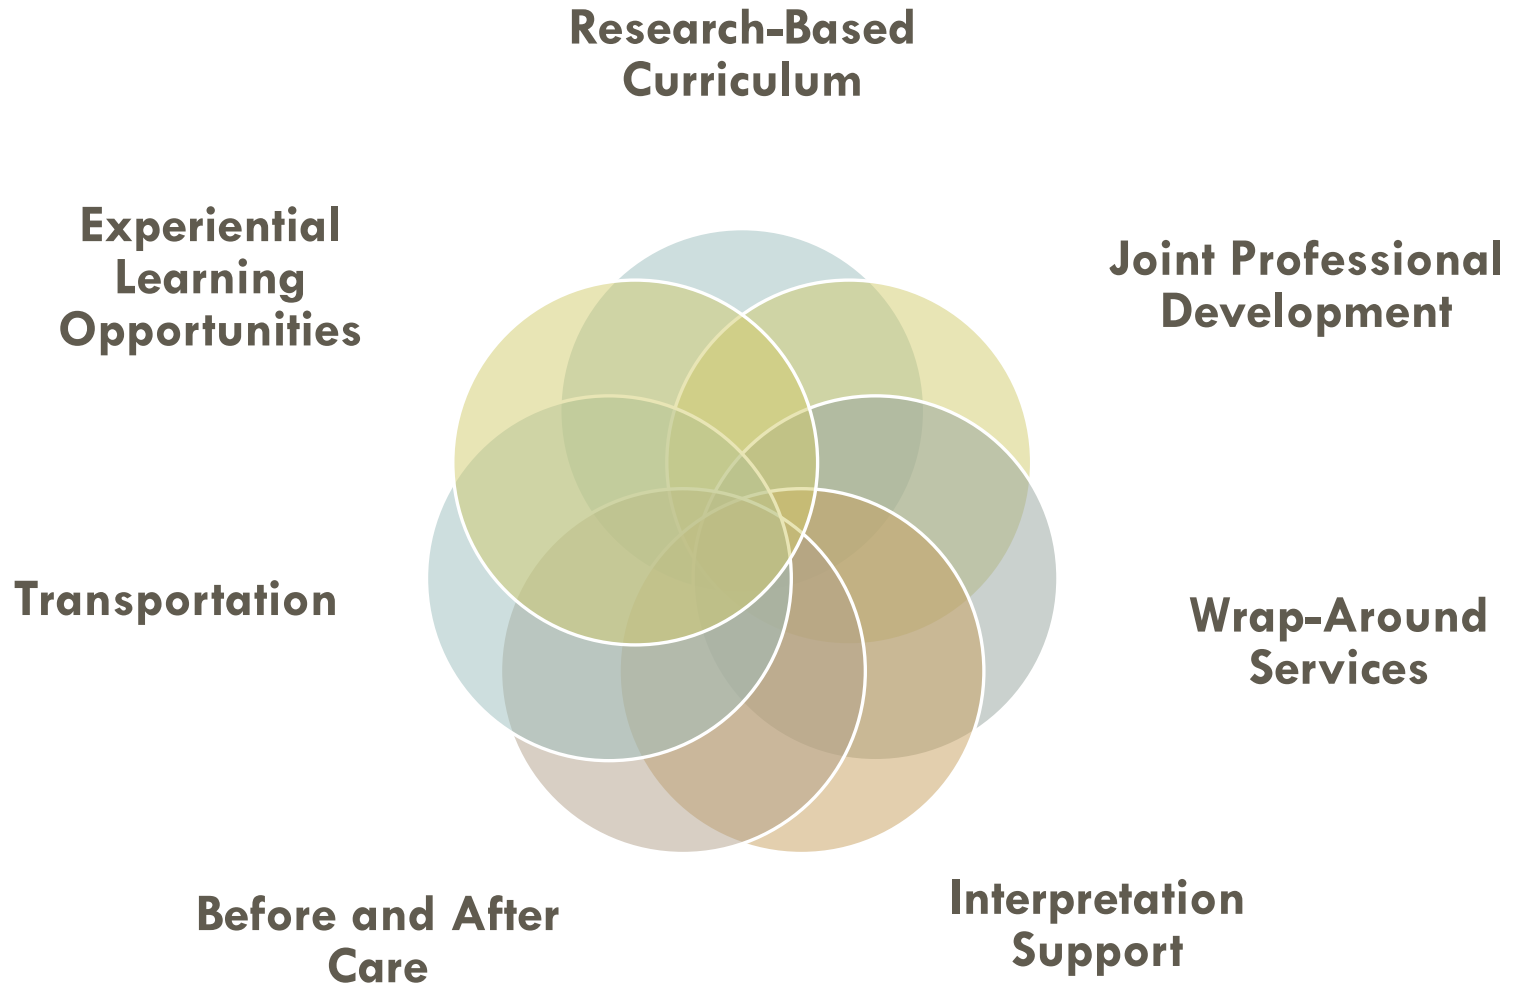 Research-Based
Curriculum
Experiential
Learning
Opportunities
Joint Professional
Development
Transportation
Wrap-Around
Services
Before and After
Care
Interpretation
Support